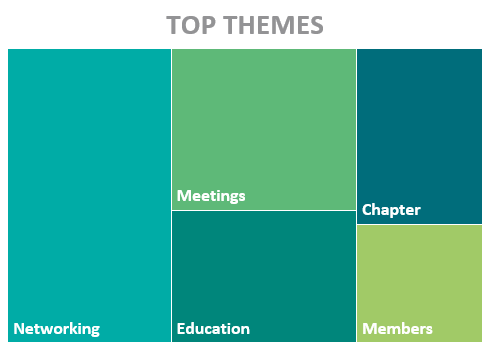 TOP THEMES
Meetings
Chapter
Networking
Education
Members